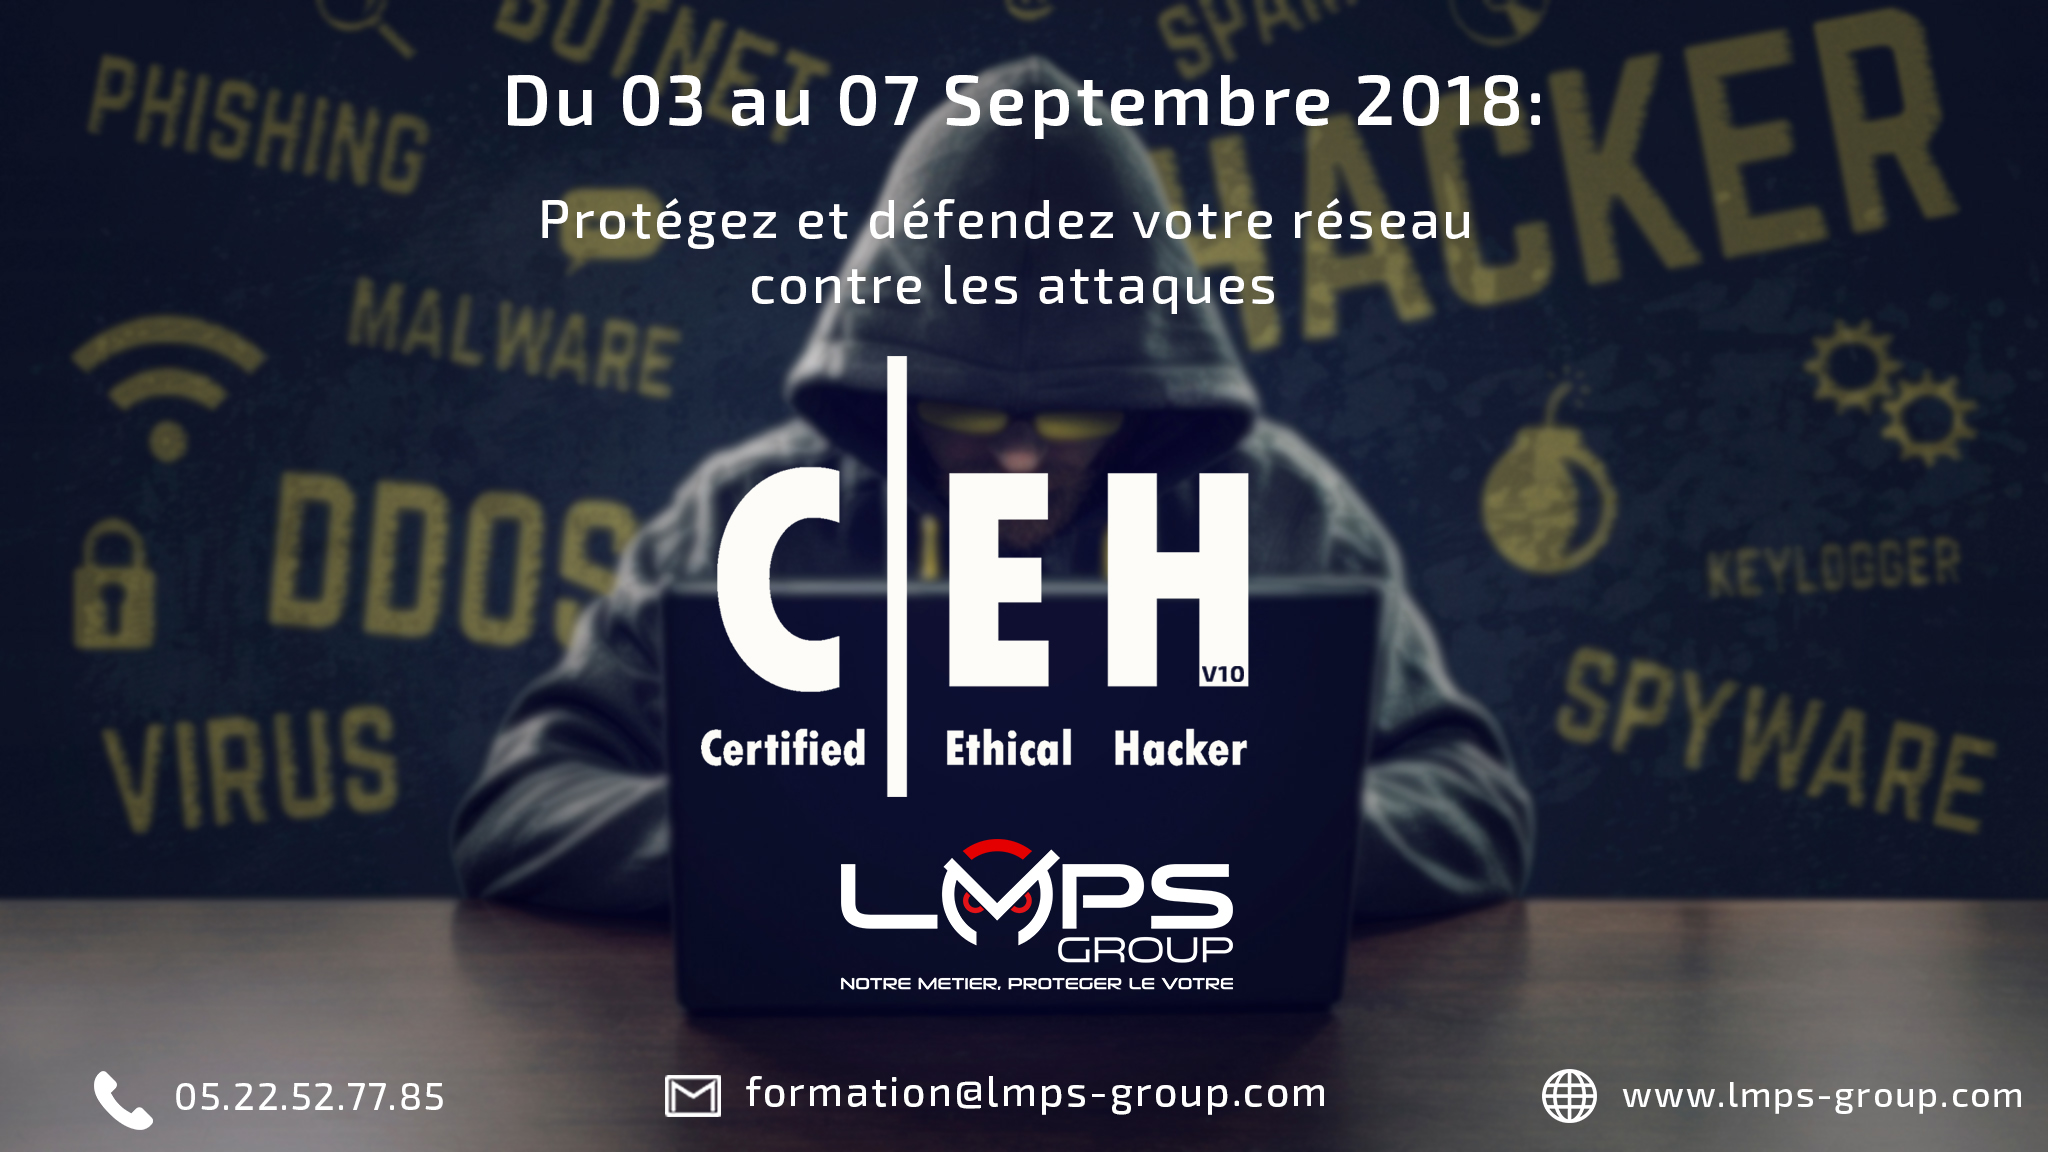 BOTNET
SPAM
PHISHING
HACKER
Du 03 au 07 Septembre 2018:
Protégez et défendez votre réseau
contre les attaques
MALWARE
DDOS
KEYLOGGER
SPYWARE
VIRUS
C EH
V10
Certified Ethical Hacker
LMPS
GROUP
NOTRE METIER, PROTEGER LE VOTRE
05.22.52.77.85
formation@lmps-group.com
www.lmps-group.com